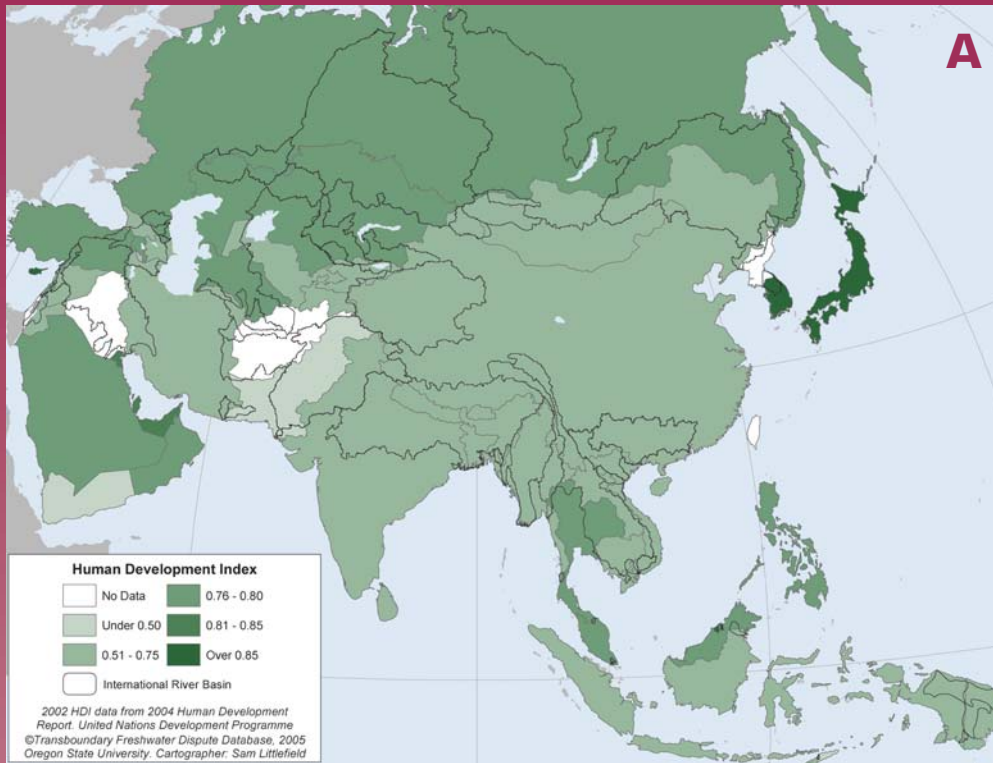 A
Human Development Index
No Data
0.76 - 0.80
Under 0.50
0.81 - 0.85
0.51 - 0.75
Over 0.85
International River Basin
2002 HDI data from 2004 Human Development
Report. United Nations Development Programme
©Transboundary Freshwater Dispute Database, 2005
Oregon State University. Cartographer: Sam Littlefield